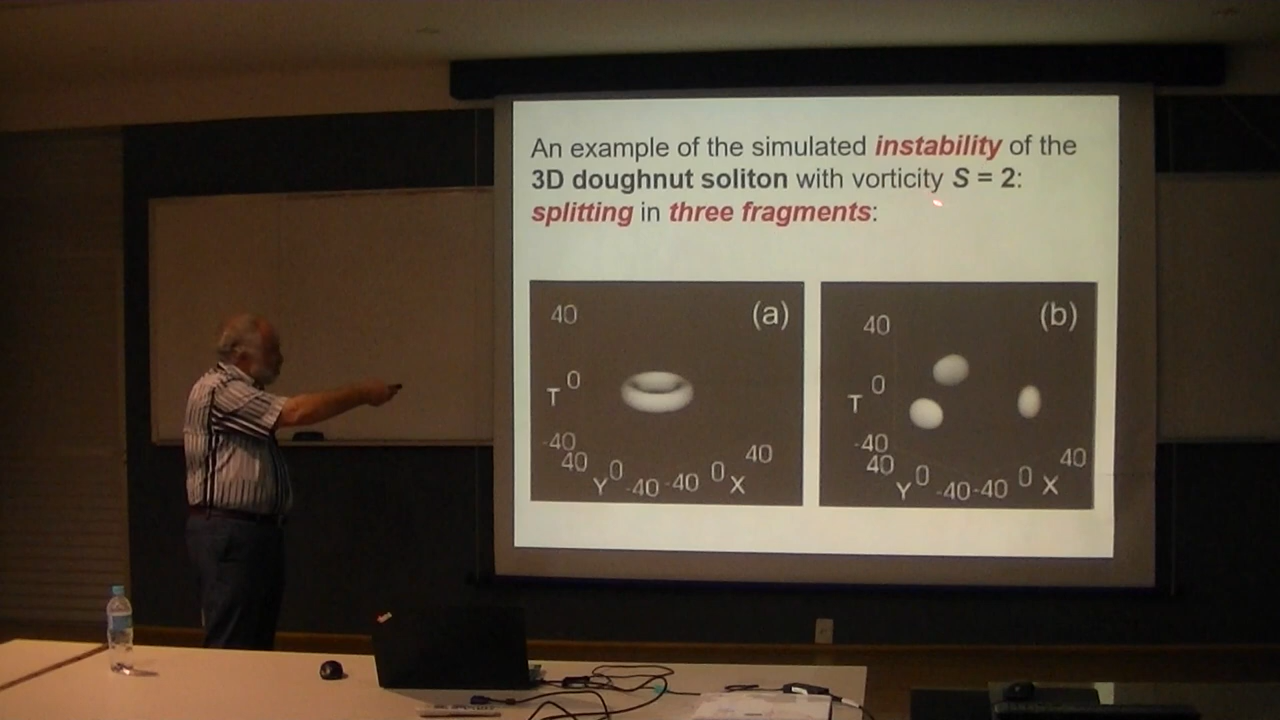 An example of the simulated instability of the
3D doughnut soliton with vorticity S = 2:
splitting in three fragments:
40 (a)
T 0
-40
40 Y 0 -40 -40 0 X 40
40 (b)
T 0
-40
40 Y 0 -40 -40 0 X 40